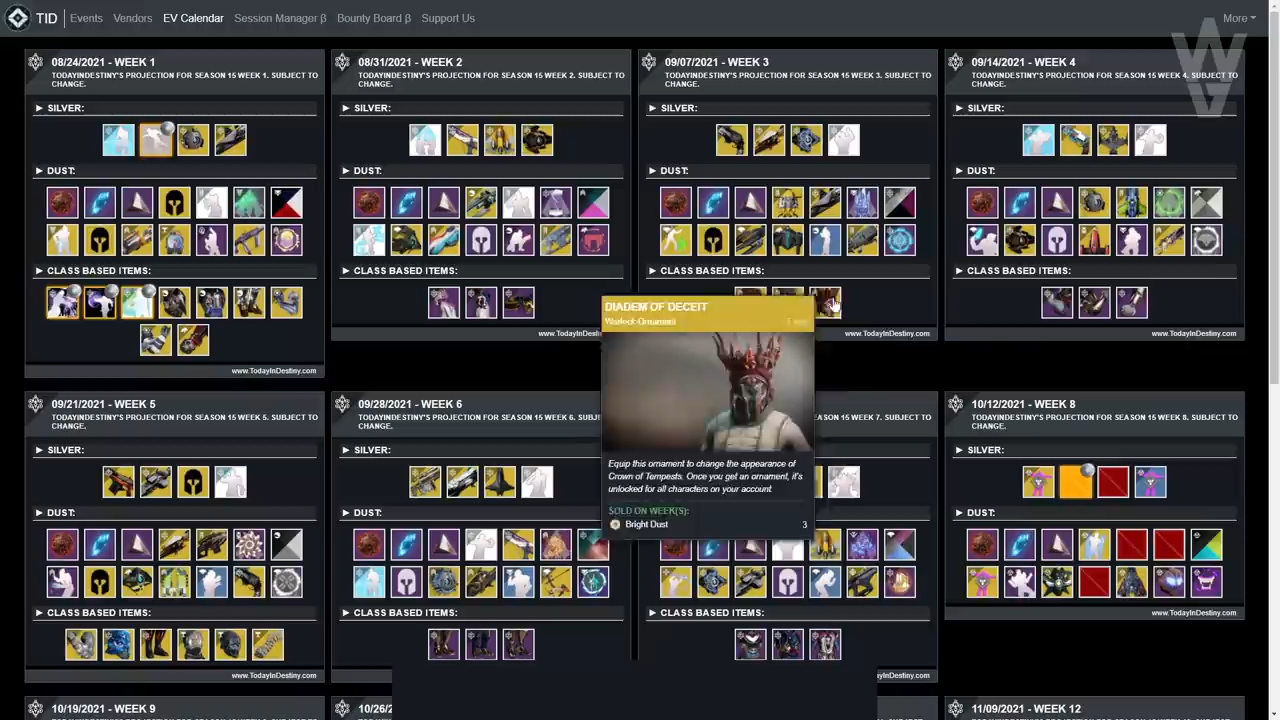 TID
Events
Vendors
EV Calendar
Session Manager β
Bounty Board β
Support Us
More
08/24/2021 - WEEK 1
TODAYINDESTINY'S PROJECTION FOR SEASON 15 WEEK 1. SUBJECT TO
CHANGE.
SILVER:
DUST:
CLASS BASED ITEMS:
www.TodayInDestiny.com
08/31/2021 - WEEK 2
TODAYINDESTINY'S PROJECTION FOR SEASON 15 WEEK 2. SUBJECT TO
CHANGE.
SILVER:
DUST:
CLASS BASED ITEMS:
09/07/2021 - WEEK 3
TODAYINDESTINY'S PROJECTION FOR SEASON 15 WEEK 3. SUBJECT TO
CHANGE.
SILVER:
DUST:
CLASS BASED ITEMS:
www.TodayInDestiny.com
09/14/2021 - WEEK 4
TODAYINDESTINY'S PROJECTION FOR SEASON 15 WEEK 4. SUBJECT TO
CHANGE.
SILVER:
DUST:
CLASS BASED ITEMS:
www.TodayInDestiny.com
DIADEM OF DECEIT
Warlock Ornament
Equip this ornament to change the appearance of
Crown of Tempests. Once you get an ornament, it's
unlocked for all characters on your account
SOLD ON WEEK(S):
Bright Dust 3
09/21/2021 - WEEK 5
TODAYINDESTINY'S PROJECTION FOR SEASON 15 WEEK 5. SUBJECT TO
CHANGE.
SILVER:
DUST:
CLASS BASED ITEMS:
www.TodayInDestiny.com
09/28/2021 - WEEK 6
TODAYINDESTINY'S PROJECTION FOR SEASON 15 WEEK 6.
CHANGE.
SILVER:
DUST:
CLASS BASED ITEMS:
SEASON 15 WEEK 7. SUBJECT TO
CLASS BASED ITEMS:
10/12/2021 - WEEK 8
TODAYINDESTINY'S PROJECTION FOR SEASON 15 WEEK 8. SUBJECT TO
CHANGE.
SILVER:
DUST:
CLASS BASED ITEMS:
www.TodayInDestiny.com
10/19/2021 - WEEK 9
11/09/2021 - WEEK 12